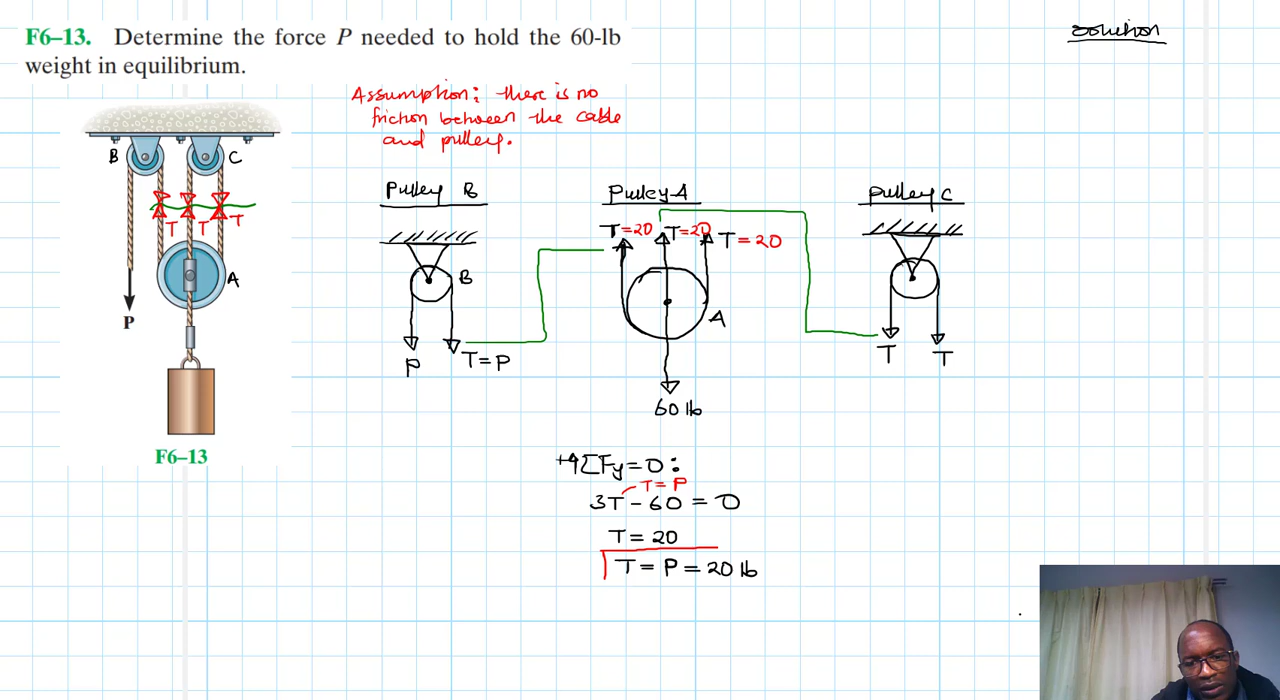 F6–13. Determine the force P needed to hold the 60-lb
weight in equilibrium.
solution
Assumption: there is no
friction between the cable
and pulley.
B
C
T
T
T
A
P
F6–13
Pulley B
B
P
T = P
Pulley A
T = 20
T = 20
T = 20
A
60 lb
Pulley C
T
T
+↑ΣFy = 0:
T = P
3T - 60 = 0
T = 20
T = P = 20 lb